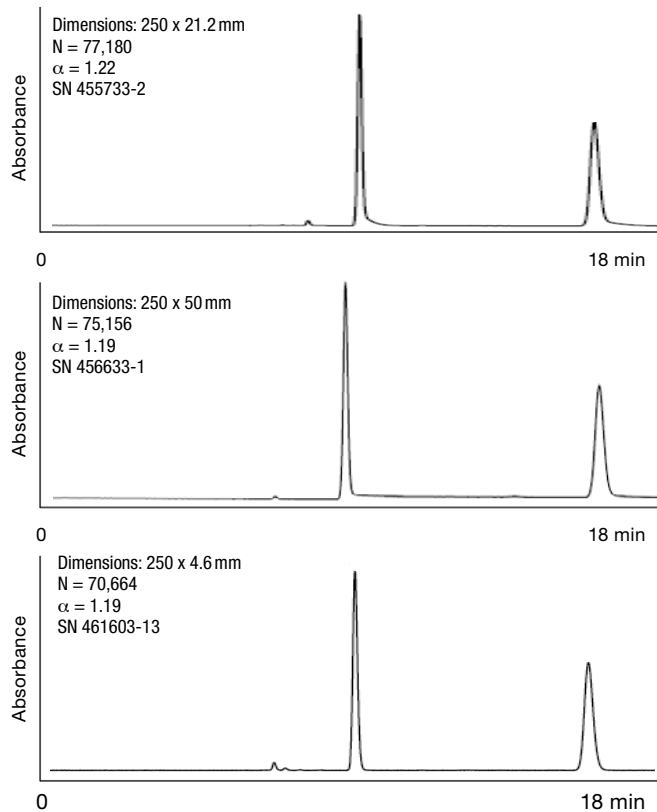 Dimensions: 250 x 21.2 mm
N = 77,180
α = 1.22
SN 455733-2
Absorbance
0
18 min
Dimensions: 250 x 50 mm
N = 75,156
α = 1.19
SN 456633-1
Absorbance
0
18 min
Dimensions: 250 x 4.6 mm
N = 70,664
α = 1.19
SN 461603-13
Absorbance
0
18 min